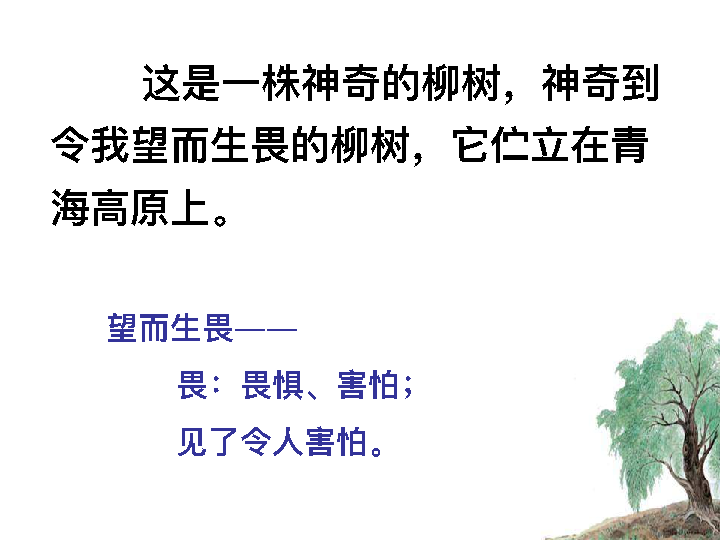 这是一株神奇的柳树，神奇到
令我望而生畏的柳树，它伫立在青
海高原上。
望而生畏——
畏：畏惧、害怕；
见了令人害怕。